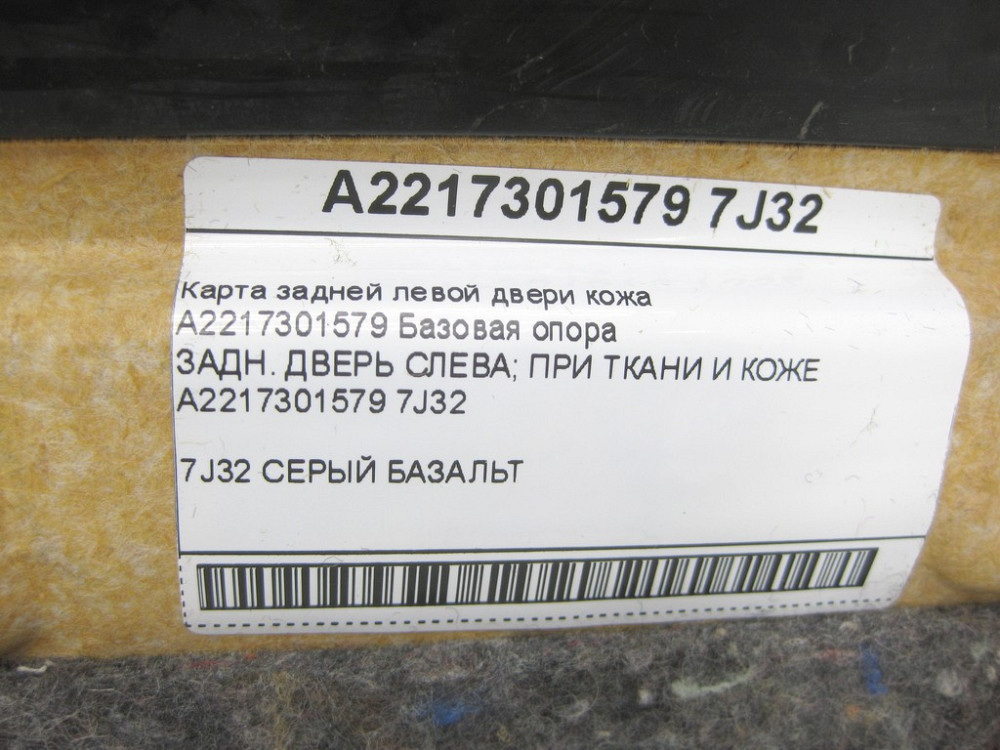 A2217301579 7J32
Карта задней левой двери кожа
A2217301579 Базовая опора
ЗАДН. ДВЕРЬ СЛЕВА; ПРИ ТКАНИ И КОЖЕ
A2217301579 7J32
7J32 СЕРЫЙ БАЗАЛЬТ